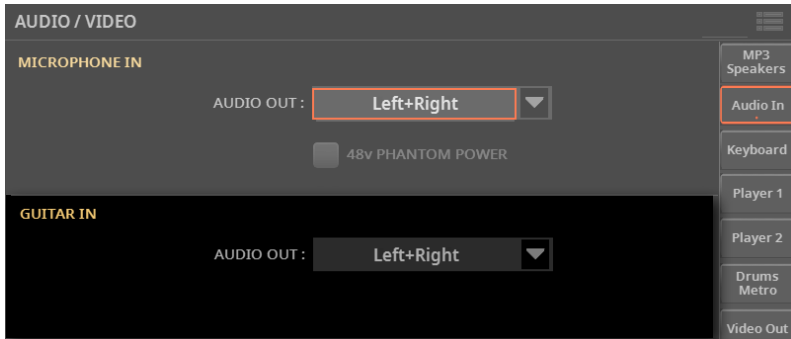 AUDIO / VIDEO
MICROPHONE IN
AUDIO OUT : Left+Right
48v PHANTOM POWER
GUITAR IN
AUDIO OUT : Left+Right
MP3
Speakers
Audio In
Keyboard
Player 1
Player 2
Drums
Metro
Video Out